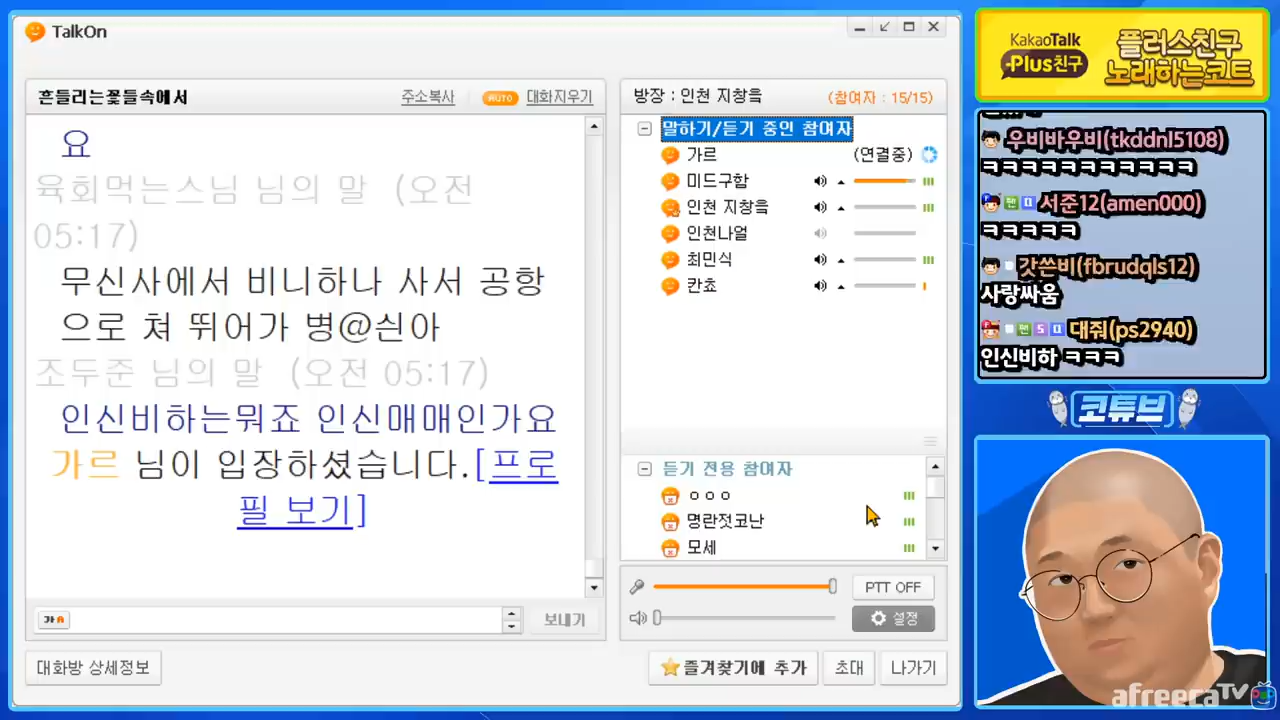 TalkOn
흔들리는꽃들속에서
주소복사
AUTO
대화지우기
요
육회먹는스님 님의 말 (오전
05:17)
무신사에서 비니하나 사서 공항
으로 쳐 뛰어가 병@신아
조두준 님의 말 (오전 05:17)
인신비하는뭐죠 인신매매인가요
가르 님이 입장하셨습니다.[프로
필 보기]
가A
보내기
대화방 상세정보
방장 : 인천 지창욱
(참여자 : 15/15)
말하기/듣기 중인 참여자
가르 (연결중)
미드구함
인천 지창욱
인천나얼
최민식
칸쵸
듣기 전용 참여자
ㅇㅇㅇ
명란젓코난
모세
PTT OFF
설정
즐겨찾기에 추가
초대
나가기
KakaoTalk
Plus친구
플러스친구
노래하는코트
우비바우비(tkddnl5108)
ㅋㅋㅋㅋㅋㅋㅋㅋㅋㅋㅋ
서준12(amen000)
ㅋㅋㅋㅋㅋ
갓쓴비(fbrudqls12)
사랑싸움
대줘(ps2940)
인신비하 ㅋㅋㅋ
코튜브
afreecaTV